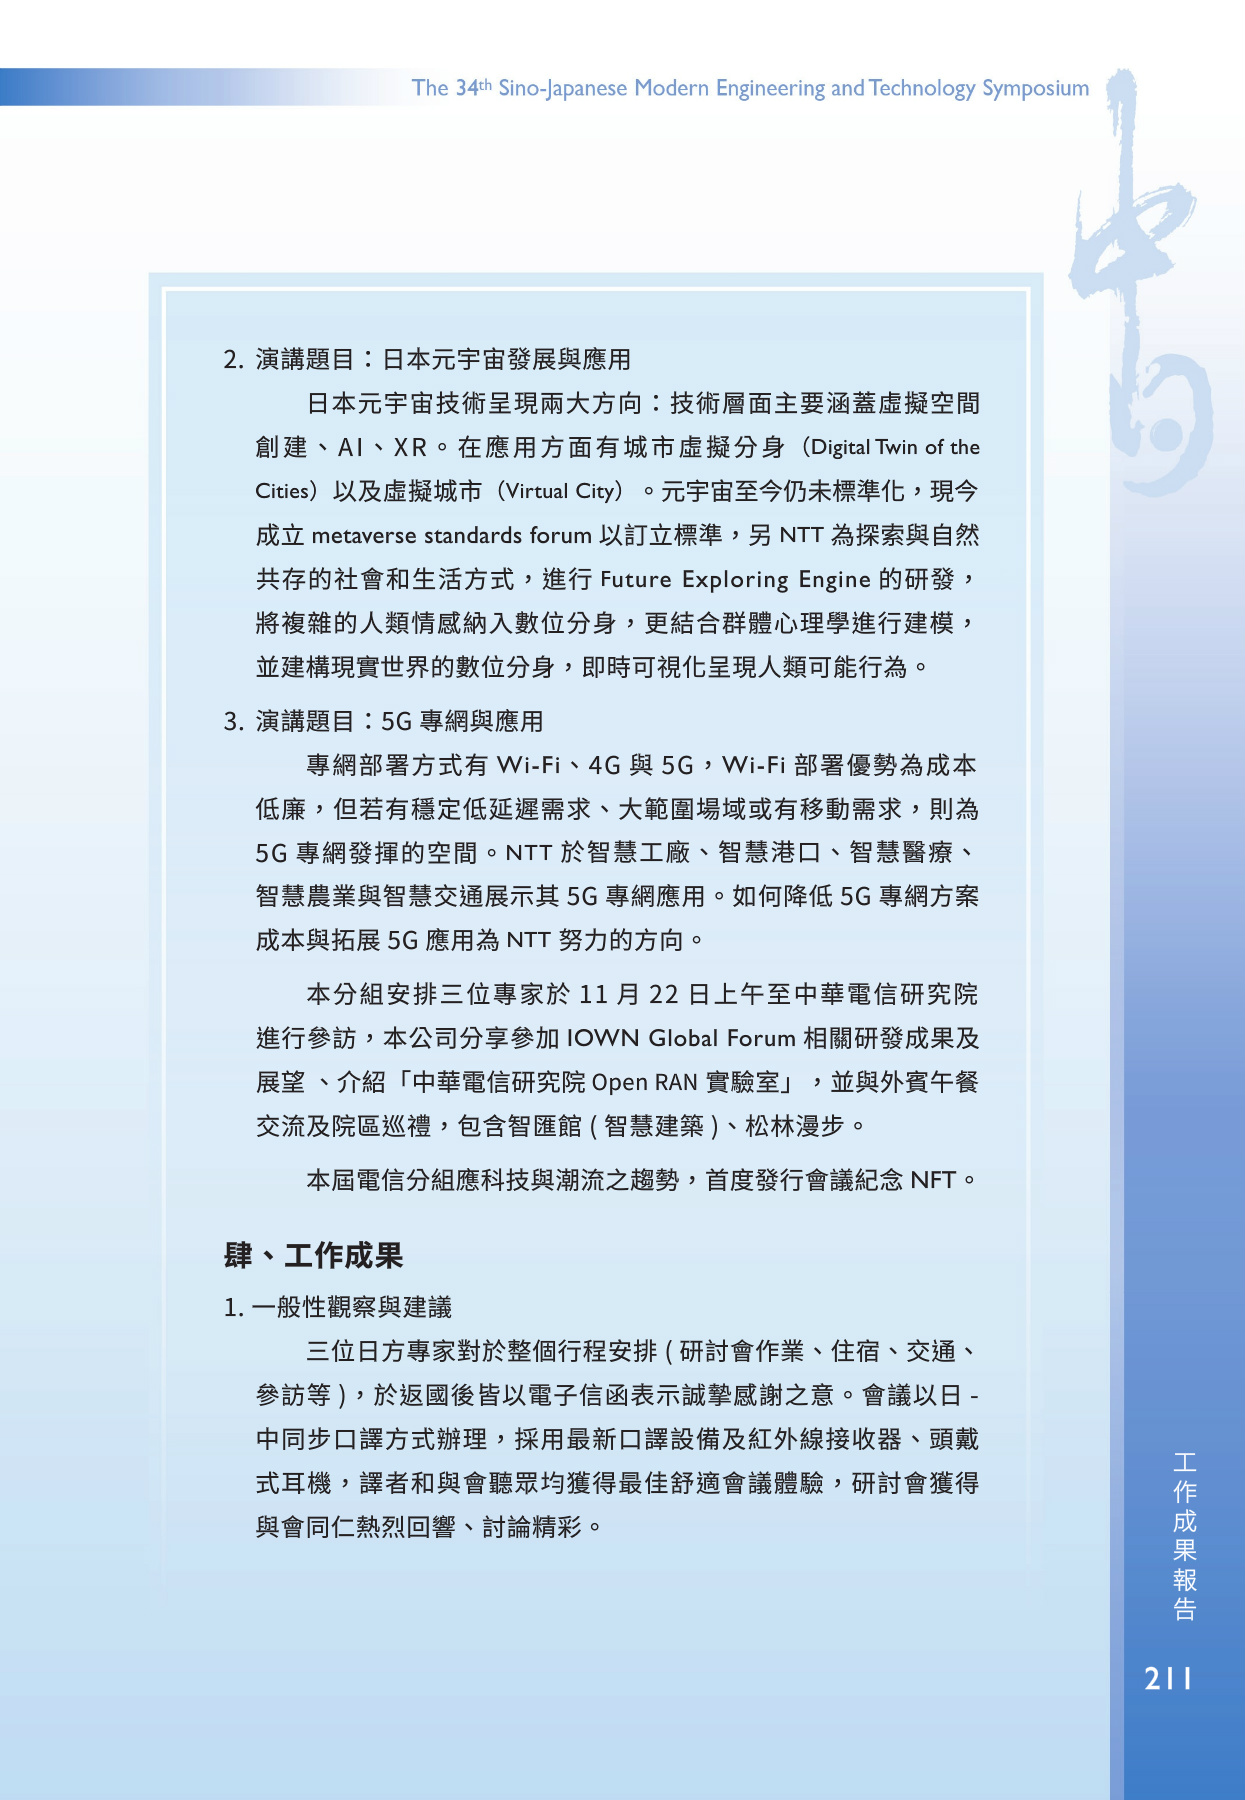 The 34th Sino-Japanese Modern Engineering and Technology Symposium
中日
2. 演講題目：日本元宇宙發展與應用
日本元宇宙技術呈現兩大方向：技術層面主要涵蓋虛擬空間
創建、AI、XR。在應用方面有城市虛擬分身（Digital Twin of the
Cities）以及虛擬城市（Virtual City）。元宇宙至今仍未標準化，現今
成立 metaverse standards forum 以訂立標準，另 NTT 為探索與自然
共存的社會和生活方式，進行 Future Exploring Engine 的研發，
將複雜的人類情感納入數位分身，更結合群體心理學進行建模，
並建構現實世界的數位分身，即時可視化呈現人類可能行為。
3. 演講題目：5G 專網與應用
專網部署方式有 Wi-Fi、4G 與 5G，Wi-Fi 部署優勢為成本
低廉，但若有穩定低延遲需求、大範圍場域或有移動需求，則為
5G 專網發揮的空間。NTT 於智慧工廠、智慧港口、智慧醫療、
智慧農業與智慧交通展示其 5G 專網應用。如何降低 5G 專網方案
成本與拓展 5G 應用為 NTT 努力的方向。
本分組安排三位專家於 11 月 22 日上午至中華電信研究院
進行參訪，本公司分享參加 IOWN Global Forum 相關研發成果及
展望 、介紹「中華電信研究院 Open RAN 實驗室」，並與外賓午餐
交流及院區巡禮，包含智匯館 ( 智慧建築 )、松林漫步。
本屆電信分組應科技與潮流之趨勢，首度發行會議紀念 NFT。
肆、工作成果
1. 一般性觀察與建議
三位日方專家對於整個行程安排 ( 研討會作業、住宿、交通、
參訪等 )，於返國後皆以電子信函表示誠摯感謝之意。會議以日 -
中同步口譯方式辦理，採用最新口譯設備及紅外線接收器、頭戴
式耳機，譯者和與會聽眾均獲得最佳舒適會議體驗，研討會獲得
與會同仁熱烈回響、討論精彩。
工作成果報告
211